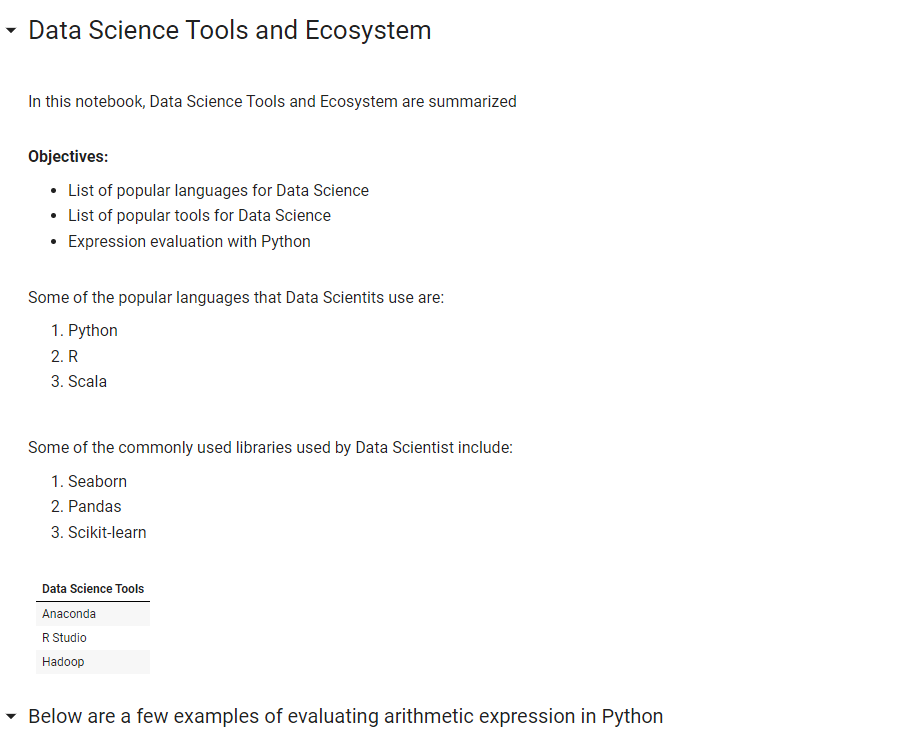 Data Science Tools and Ecosystem
In this notebook, Data Science Tools and Ecosystem are summarized
Objectives:
• List of popular languages for Data Science
• List of popular tools for Data Science
• Expression evaluation with Python
Some of the popular languages that Data Scientits use are:
1. Python
2. R
3. Scala
Some of the commonly used libraries used by Data Scientist include:
1. Seaborn
2. Pandas
3. Scikit-learn
Data Science Tools
Anaconda
R Studio
Hadoop
Below are a few examples of evaluating arithmetic expression in Python